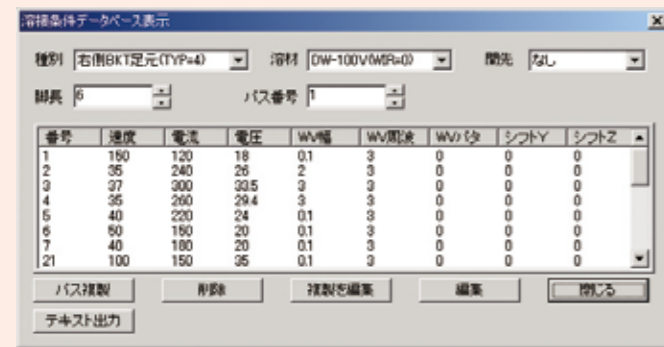 溶接条件データベース表示
種別 右側BKT足元(TYP=4) 溶材 DW-100V(WIR=0) 開先 なし
脚長 6 パス番号 1
番号 速度 電流 電圧 WV幅 WV周波 WVパタ シフトY シフトZ
1 150 120 18 0.1 3 0 0 0
2 35 240 26 2 3 0 0 0
3 37 300 33.5 3 3 0 0 0
4 35 260 29.4 3 3 0 0 0
5 40 220 24 0.1 3 0 0 0
6 50 150 20 0.1 3 0 0 0
7 40 180 20 0.1 3 0 0 0
21 100 150 35 0.1 3 0 0 0
パス複製 削除 複製を編集 編集 閉じる
テキスト出力